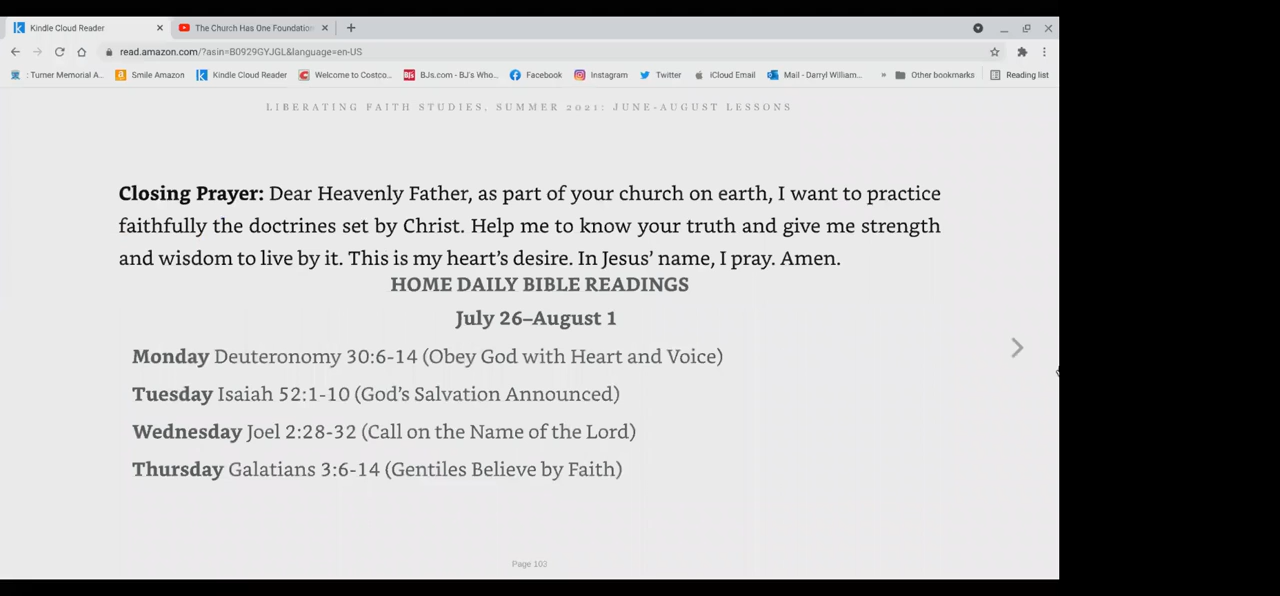 Kindle Cloud Reader
The Church Has One Foundation
read.amazon.com/?asin=B0929GYJGL&language=en-US
: Turner Memorial A...
Smile Amazon
Kindle Cloud Reader
Welcome to Costco...
BJs.com - BJ's Who...
Facebook
Instagram
Twitter
iCloud Email
Mail - Darryl William...
»
Other bookmarks
Reading list
LIBERATING FAITH STUDIES, SUMMER 2021: JUNE-AUGUST LESSONS
Closing Prayer: Dear Heavenly Father, as part of your church on earth, I want to practice
faithfully the doctrines set by Christ. Help me to know your truth and give me strength
and wisdom to live by it. This is my heart's desire. In Jesus' name, I pray. Amen.
HOME DAILY BIBLE READINGS
July 26–August 1
Monday Deuteronomy 30:6-14 (Obey God with Heart and Voice)
Tuesday Isaiah 52:1-10 (God's Salvation Announced)
Wednesday Joel 2:28-32 (Call on the Name of the Lord)
Thursday Galatians 3:6-14 (Gentiles Believe by Faith)
Page 103